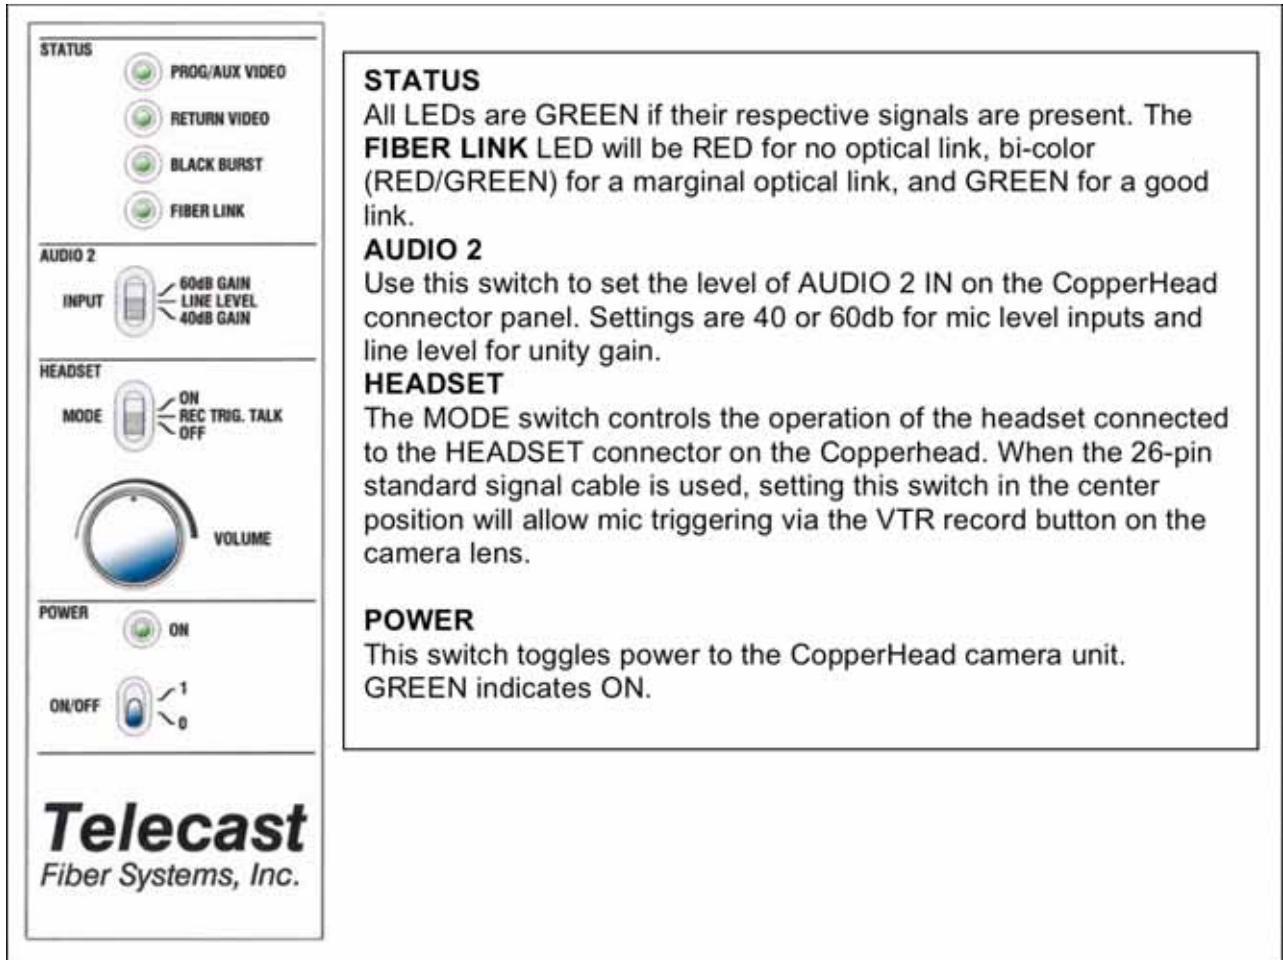 STATUS
PROG/AUX VIDEO
RETURN VIDEO
BLACK BURST
FIBER LINK
AUDIO 2
INPUT
60dB GAIN
LINE LEVEL
40dB GAIN
HEADSET
MODE
ON
REC TRIG. TALK
OFF
VOLUME
POWER
ON
ON/OFF
1
0
Telecast
Fiber Systems, Inc.
STATUS
All LEDs are GREEN if their respective signals are present. The
FIBER LINK LED will be RED for no optical link, bi-color
(RED/GREEN) for a marginal optical link, and GREEN for a good
link.
AUDIO 2
Use this switch to set the level of AUDIO 2 IN on the CopperHead
connector panel. Settings are 40 or 60db for mic level inputs and
line level for unity gain.
HEADSET
The MODE switch controls the operation of the headset connected
to the HEADSET connector on the Copperhead. When the 26-pin
standard signal cable is used, setting this switch in the center
position will allow mic triggering via the VTR record button on the
camera lens.
POWER
This switch toggles power to the CopperHead camera unit.
GREEN indicates ON.